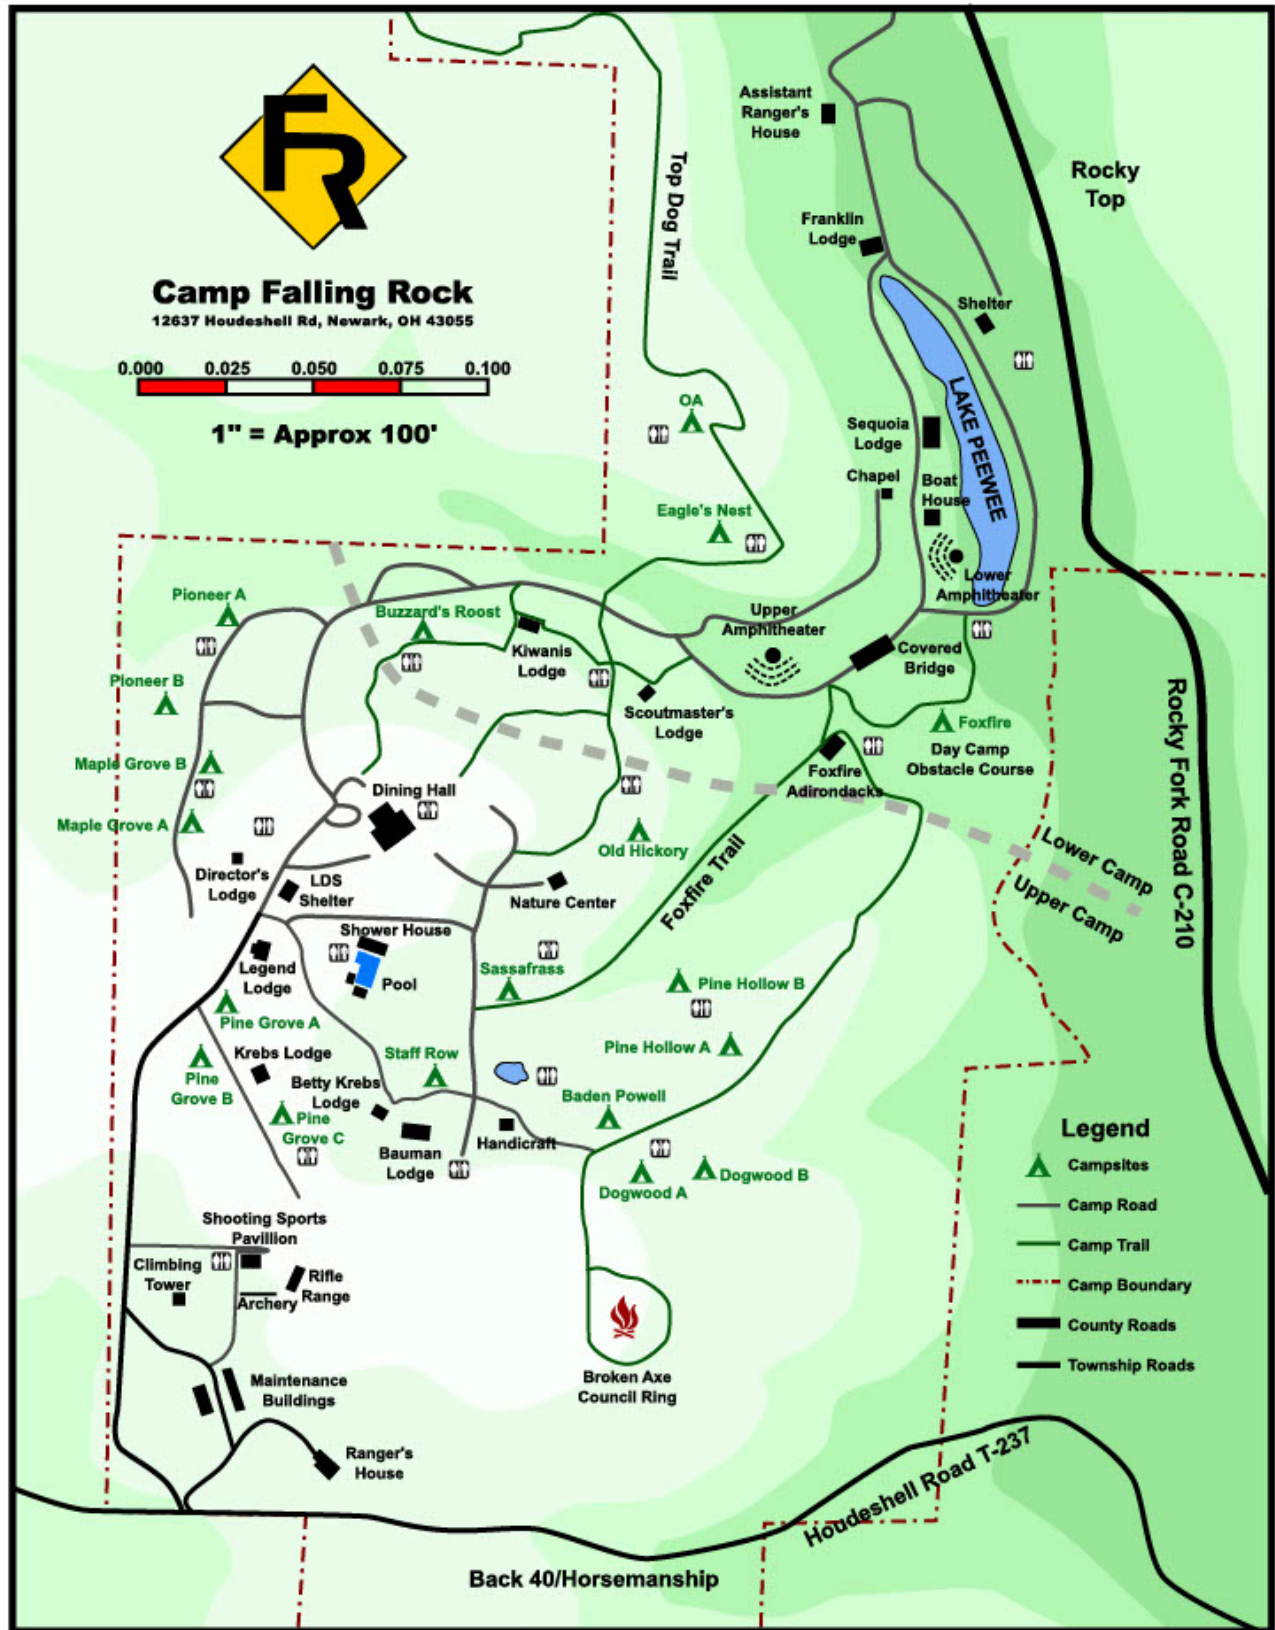 FR
Camp Falling Rock
12637 Houdeshell Rd, Newark, OH 43055
0.000 0.025 0.050 0.075 0.100
1" = Approx 100'
Top Dog Trail
Assistant
Ranger's
House
Rocky
Top
Franklin
Lodge
Shelter
LAKE PEEWEE
OA
Sequoia
Lodge
Chapel
Boat
House
Eagle's Nest
Lower
Amphitheater
Pioneer A
Buzzard's Roost
Upper
Amphitheater
Kiwanis
Lodge
Covered
Bridge
Pioneer B
Scoutmaster's
Lodge
Foxfire
Day Camp
Obstacle Course
Rocky Fork Road C-210
Maple Grove B
Foxfire
Adirondacks
Dining Hall
Maple Grove A
Old Hickory
Foxfire Trail
Lower Camp
Upper Camp
Director's
Lodge
LDS
Shelter
Nature Center
Shower House
Legend
Lodge
Pool
Sassafrass
Pine Hollow B
Pine Grove A
Krebs Lodge
Staff Row
Pine Hollow A
Pine
Grove B
Betty Krebs
Lodge
Baden Powell
Pine
Grove C
Bauman
Lodge
Handicraft
Dogwood A
Dogwood B
Shooting Sports
Pavillion
Climbing
Tower
Rifle
Range
Archery
Broken Axe
Council Ring
Maintenance
Buildings
Ranger's
House
Legend
Campsites
Camp Road
Camp Trail
Camp Boundary
County Roads
Township Roads
Houdeshell Road T-237
Back 40/Horsemanship